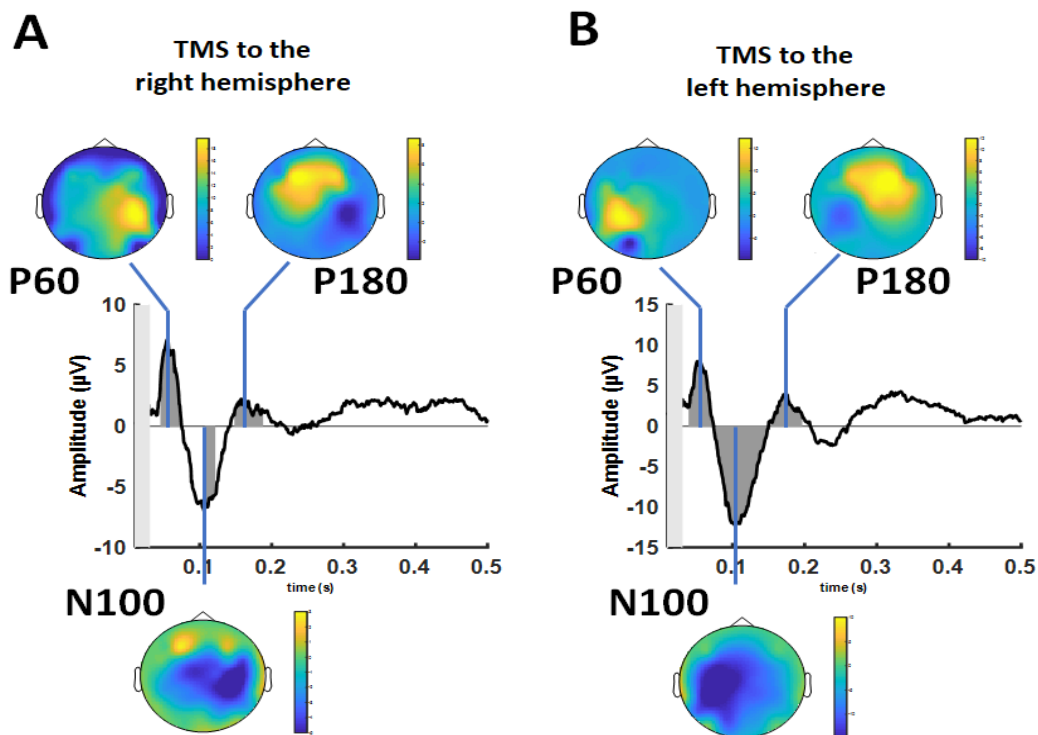 A
TMS to the
right hemisphere
P60
P180
Amplitude (µV)
10
5
0
-5
-10
0.1
0.2
0.3
0.4
0.5
time (s)
N100
B
TMS to the
left hemisphere
P60
P180
Amplitude (µV)
15
10
5
0
-5
-10
-15
0.1
0.2
0.3
0.4
0.5
time (s)
N100